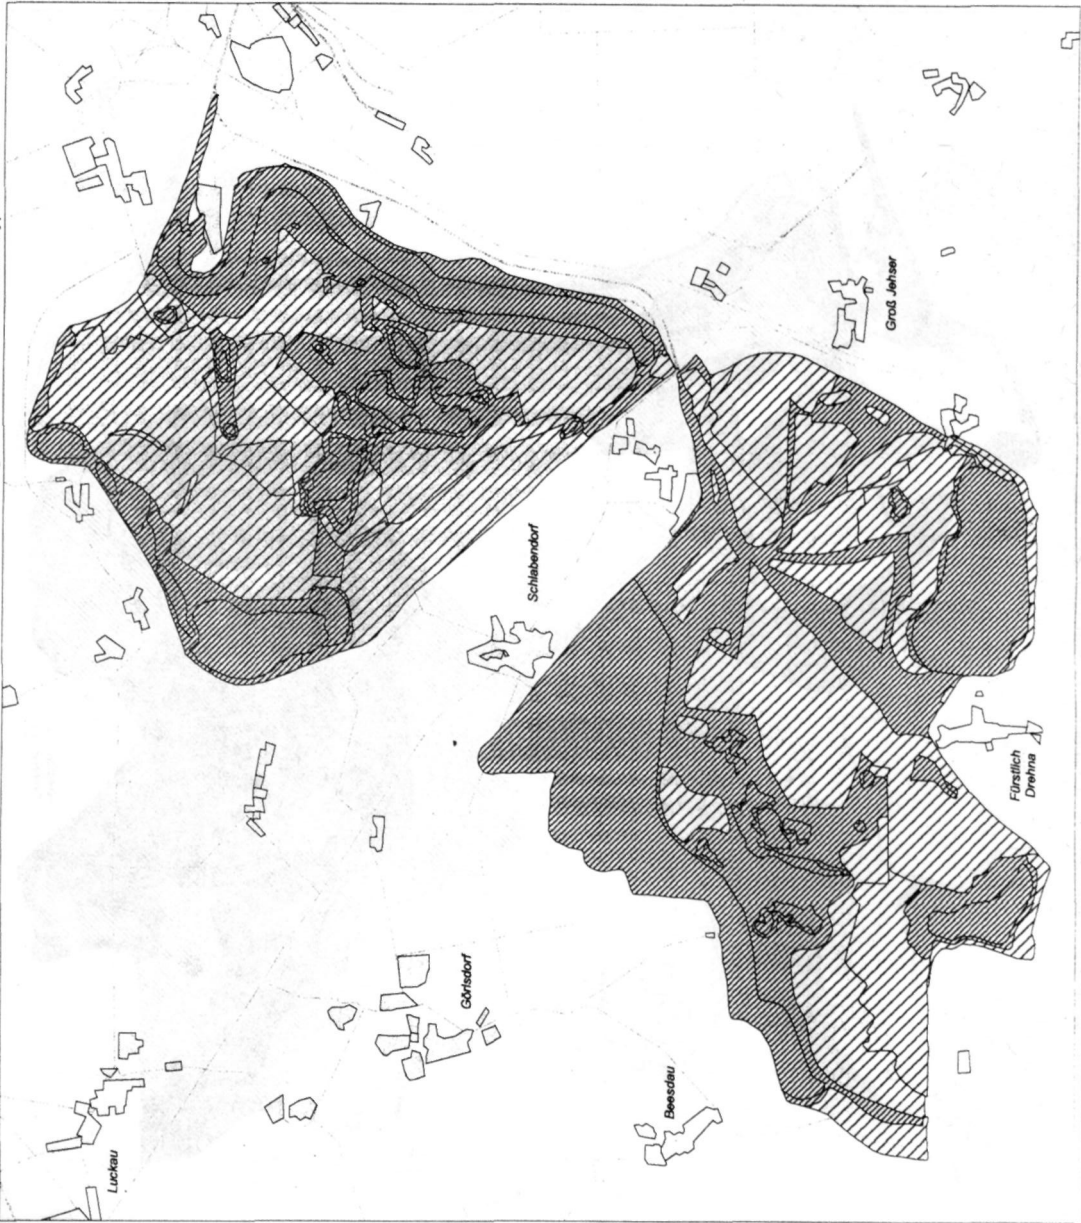 Luckau
Görlsdorf
Beesdau
Schlabendorf
Fürstlich
Drehna
Groß Jehser